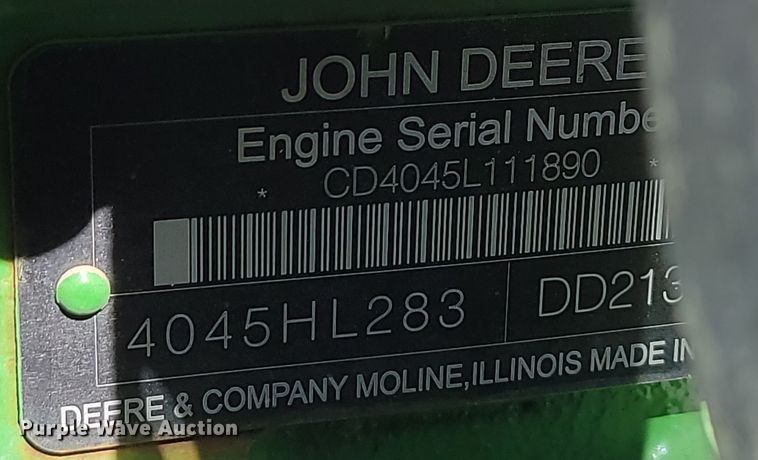 JOHN DEERE
Engine Serial Numbe
* CD4045L111890 *
4045HL283 DD213
DEERE & COMPANY MOLINE,ILLINOIS MADE IN
Purple Wave Auction